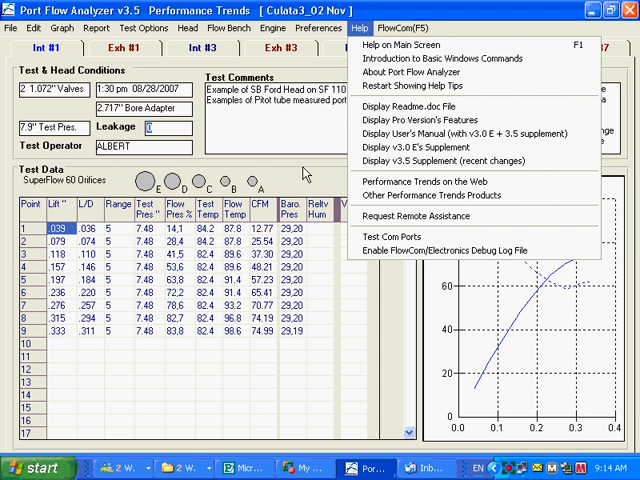 Port Flow Analyzer v3.5 Performance Trends [ Culata3_02 Nov ]
File Edit Graph Report Test Options Head Flow Bench Engine Preferences Help FlowCom(F5)
Int #1 Exh #1 Int #3 Exh #3 7
Test & Head Conditions
2 1.072" Valves 1:30 pm 08/28/2007
2.717" Bore Adapter
7.9" Test Pres. Leakage 0
Test Operator ALBERT
Test Comments
Example of SB Ford Head on SF 110
Examples of Pitot tube measured port
Help on Main Screen F1
Introduction to Basic Windows Commands
About Port Flow Analyzer
Restart Showing Help Tips
Display Readme.doc File
Display Pro Version's Features
Display User's Manual (with v3.0 E + 3.5 supplement)
Display v3.0 E's Supplement
Display v3.5 Supplement (recent changes)
Performance Trends on the Web
Other Performance Trends Products
Request Remote Assistance
Test Com Ports
Enable FlowCom/Electronics Debug Log File
Test Data
SuperFlow 60 Orifices E D C B A
Point Lift " L/D Range Test Pres " Flow Pres % Test Temp Flow Temp CFM Baro. Pres Reltv Hum V
1 .039 .036 5 7.48 14,1 84.2 87.8 12.77 29,20
2 .079 .074 5 7.48 28,4 84.2 87.8 25.54 29,20
3 .118 .110 5 7.48 41,5 82.4 89.6 37.30 29,20
4 .157 .146 5 7.48 53,6 82.4 89.6 48.21 29,20
5 .197 .184 5 7.48 63,8 82.4 91.4 57.23 29,20
6 .236 .220 5 7.48 72,2 82.4 91.4 65.41 29,20
7 .276 .257 5 7.48 78,6 82.4 93.2 70.77 29,20
8 .315 .294 5 7.48 82,7 82.4 96.8 74.19 29,20
9 .333 .311 5 7.48 83,8 82.4 98.6 74.99 29,19
10
11
12
13
14
15
16
17
60
40
20
0
0.0 0.1 0.2 0.3 0.4
start 2 W... 2 W... Micr... My ... Por... Inb... EN 9:14 AM